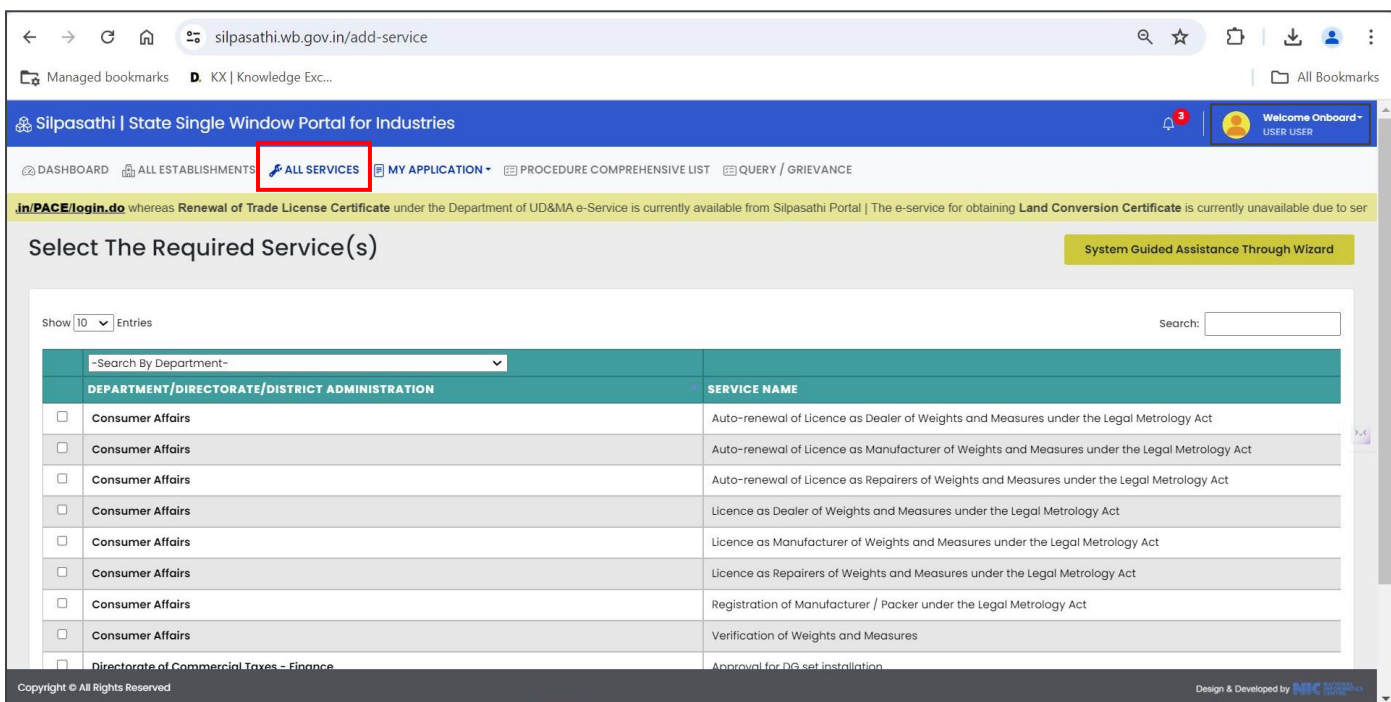 silpasathi.wb.gov.in/add-service
Managed bookmarks D. KX | Knowledge Exc... All Bookmarks
Silpasathi | State Single Window Portal for Industries 3 Welcome Onboard
USER USER
DASHBOARD ALL ESTABLISHMENTS ALL SERVICES MY APPLICATION PROCEDURE COMPREHENSIVE LIST QUERY / GRIEVANCE
.in/PACE/login.do whereas Renewal of Trade License Certificate under the Department of UD&MA e-Service is currently available from Silpasathi Portal | The e-service for obtaining Land Conversion Certificate is currently unavailable due to ser
Select The Required Service(s) System Guided Assistance Through Wizard
Show 10 Entries Search:
-Search By Department-
DEPARTMENT/DIRECTORATE/DISTRICT ADMINISTRATION SERVICE NAME
Consumer Affairs Auto-renewal of Licence as Dealer of Weights and Measures under the Legal Metrology Act
Consumer Affairs Auto-renewal of Licence as Manufacturer of Weights and Measures under the Legal Metrology Act
Consumer Affairs Auto-renewal of Licence as Repairers of Weights and Measures under the Legal Metrology Act
Consumer Affairs Licence as Dealer of Weights and Measures under the Legal Metrology Act
Consumer Affairs Licence as Manufacturer of Weights and Measures under the Legal Metrology Act
Consumer Affairs Licence as Repairers of Weights and Measures under the Legal Metrology Act
Consumer Affairs Registration of Manufacturer / Packer under the Legal Metrology Act
Consumer Affairs Verification of Weights and Measures
Directorate of Commercial Taxes - Finance Approval for DG set installation
Copyright © All Rights Reserved Design & Developed by NIC NATIONAL INFORMATICS CENTRE